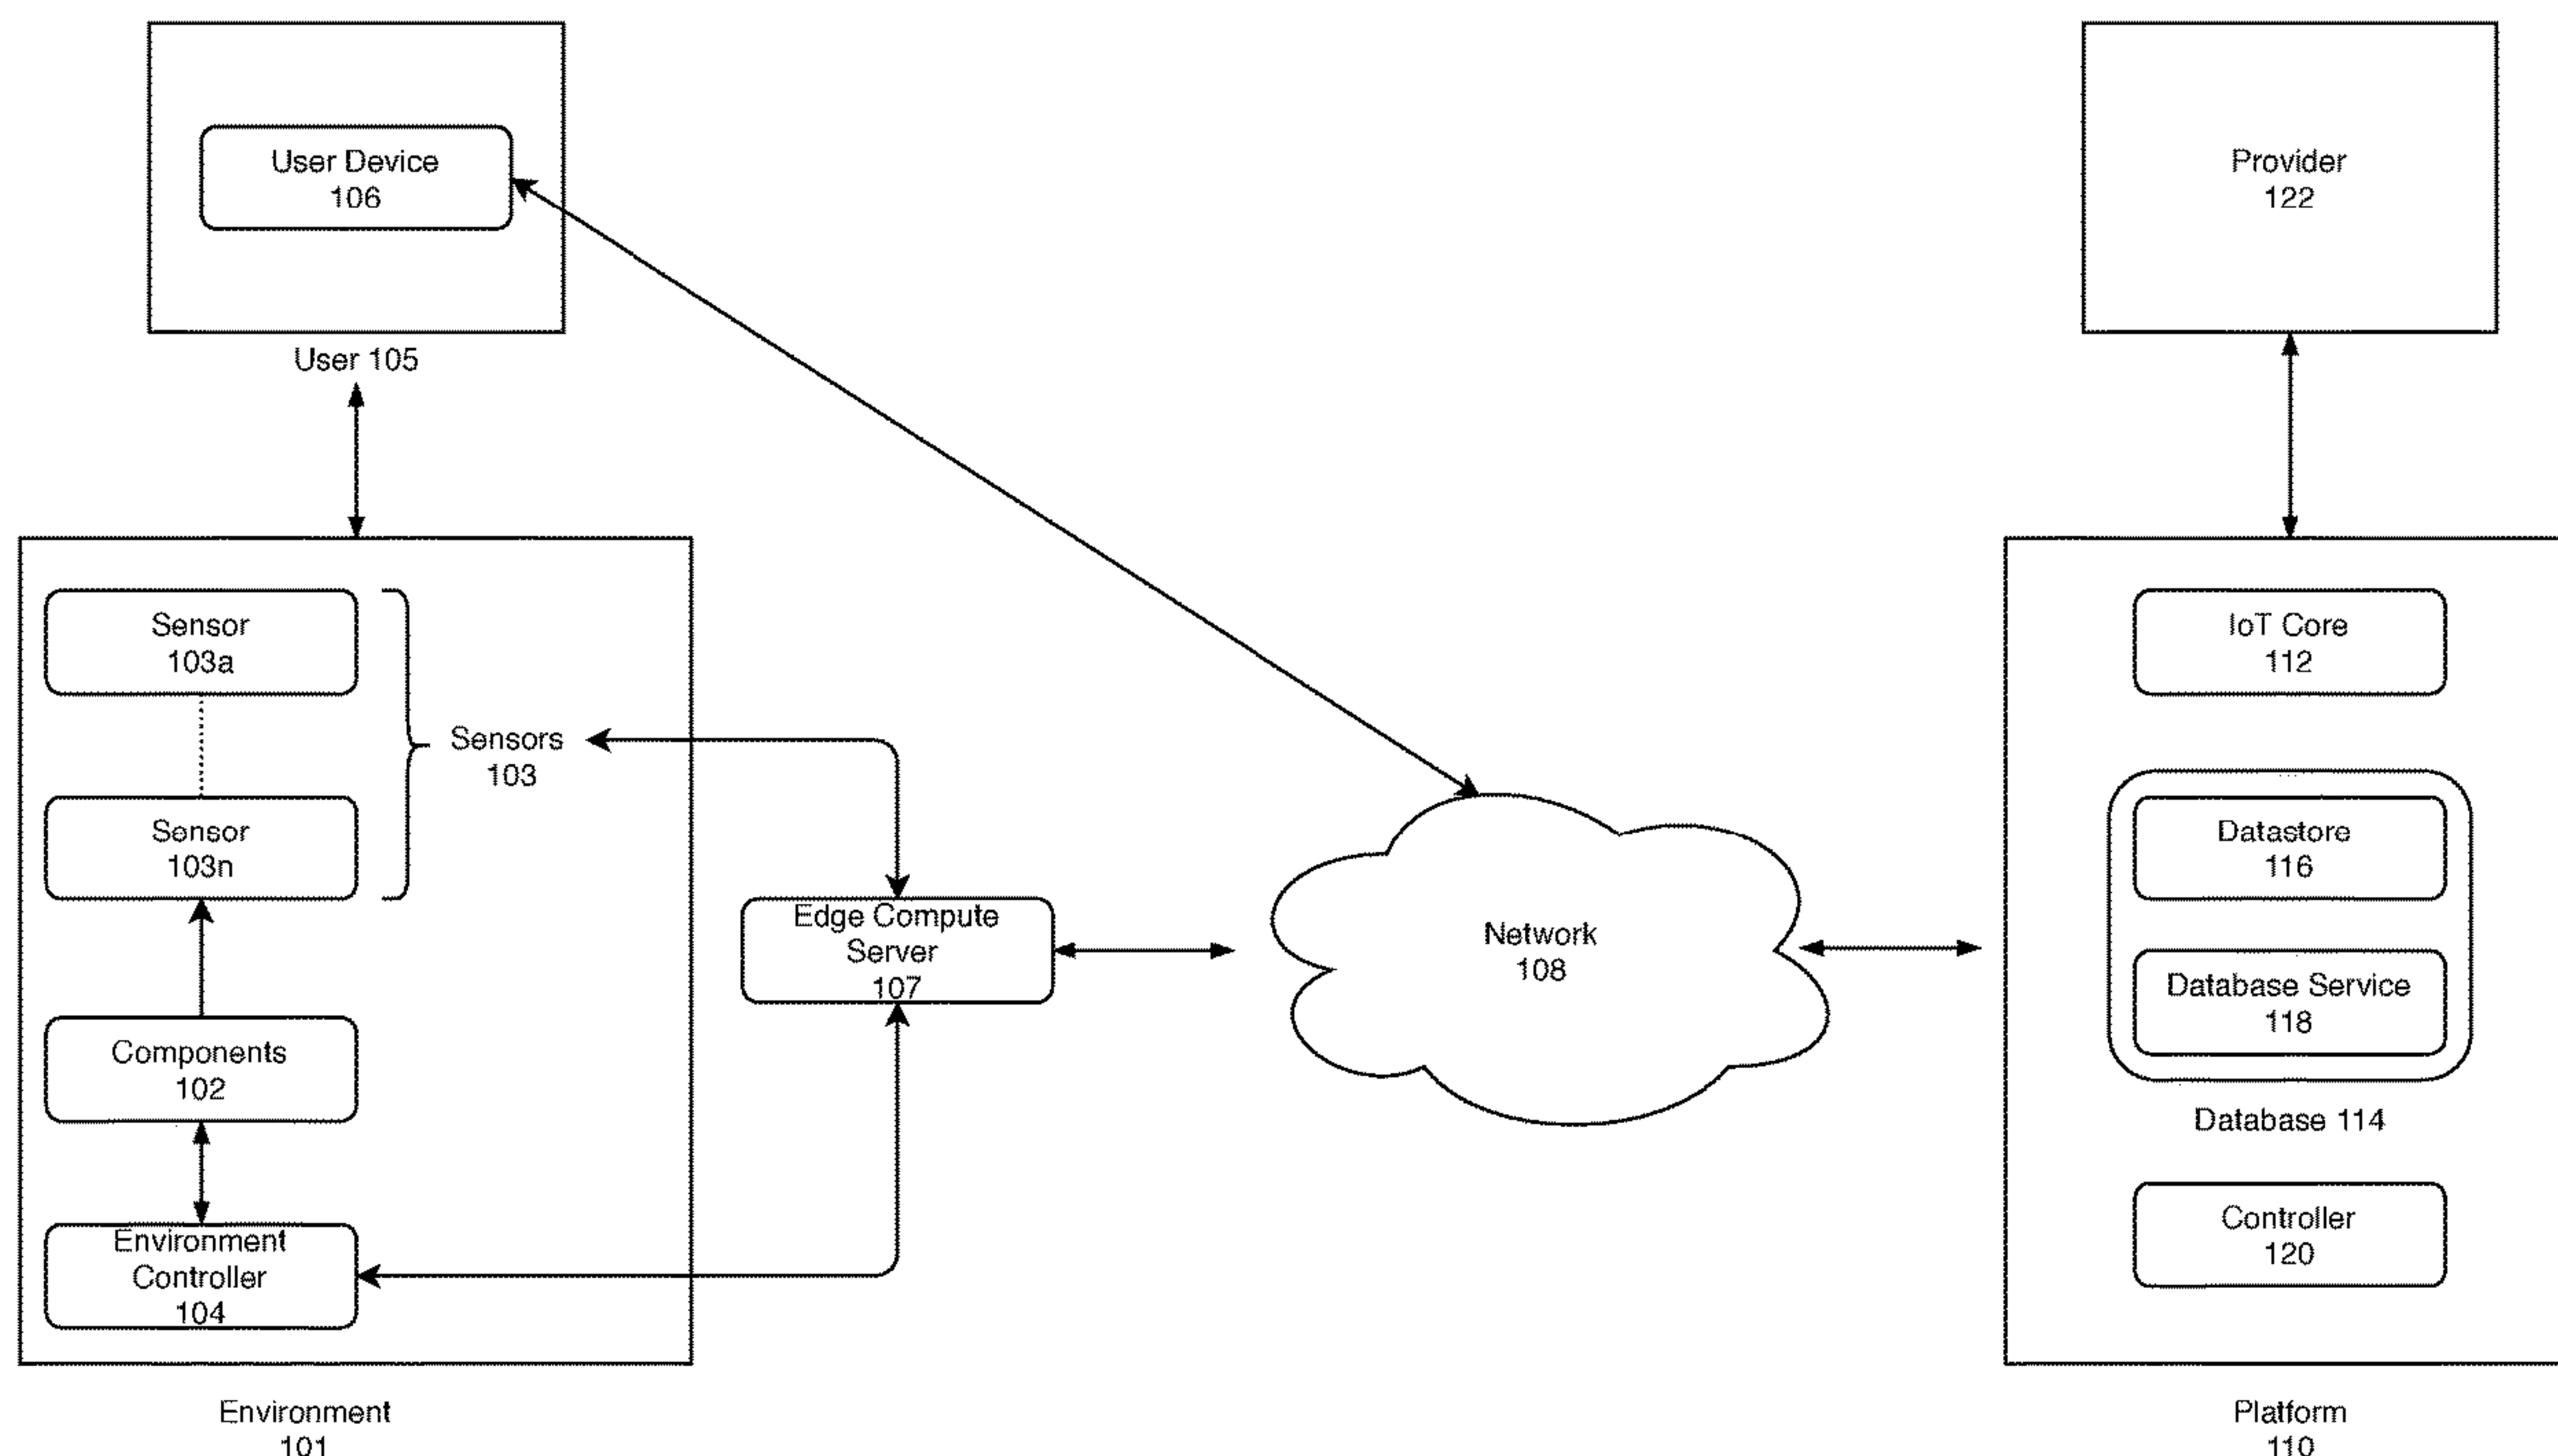 User Device
106
User 105
Provider
122
Sensor
103a
Sensors
103
Sensor
103n
Components
102
Environment
Controller
104
Environment
101
Edge Compute
Server
107
Network
108
IoT Core
112
Datastore
116
Database Service
118
Database 114
Controller
120
Platform
110